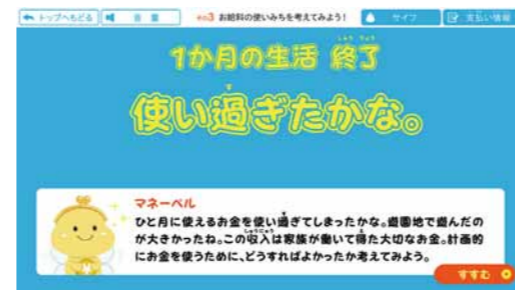 トップへもどる 音量 その3 お給料の使いみちを考えてみよう! サイフ 支払い情報
1か月の生活 終了
使い過ぎたかな。
マネーベル
ひと月に使えるお金を使い過ぎてしまったかな。遊園地で遊んだの
が大きかったね。この収入は家族が働いて得た大切なお金。計画的
にお金を使うために、どうすればよかったか考えてみよう。
すすむ